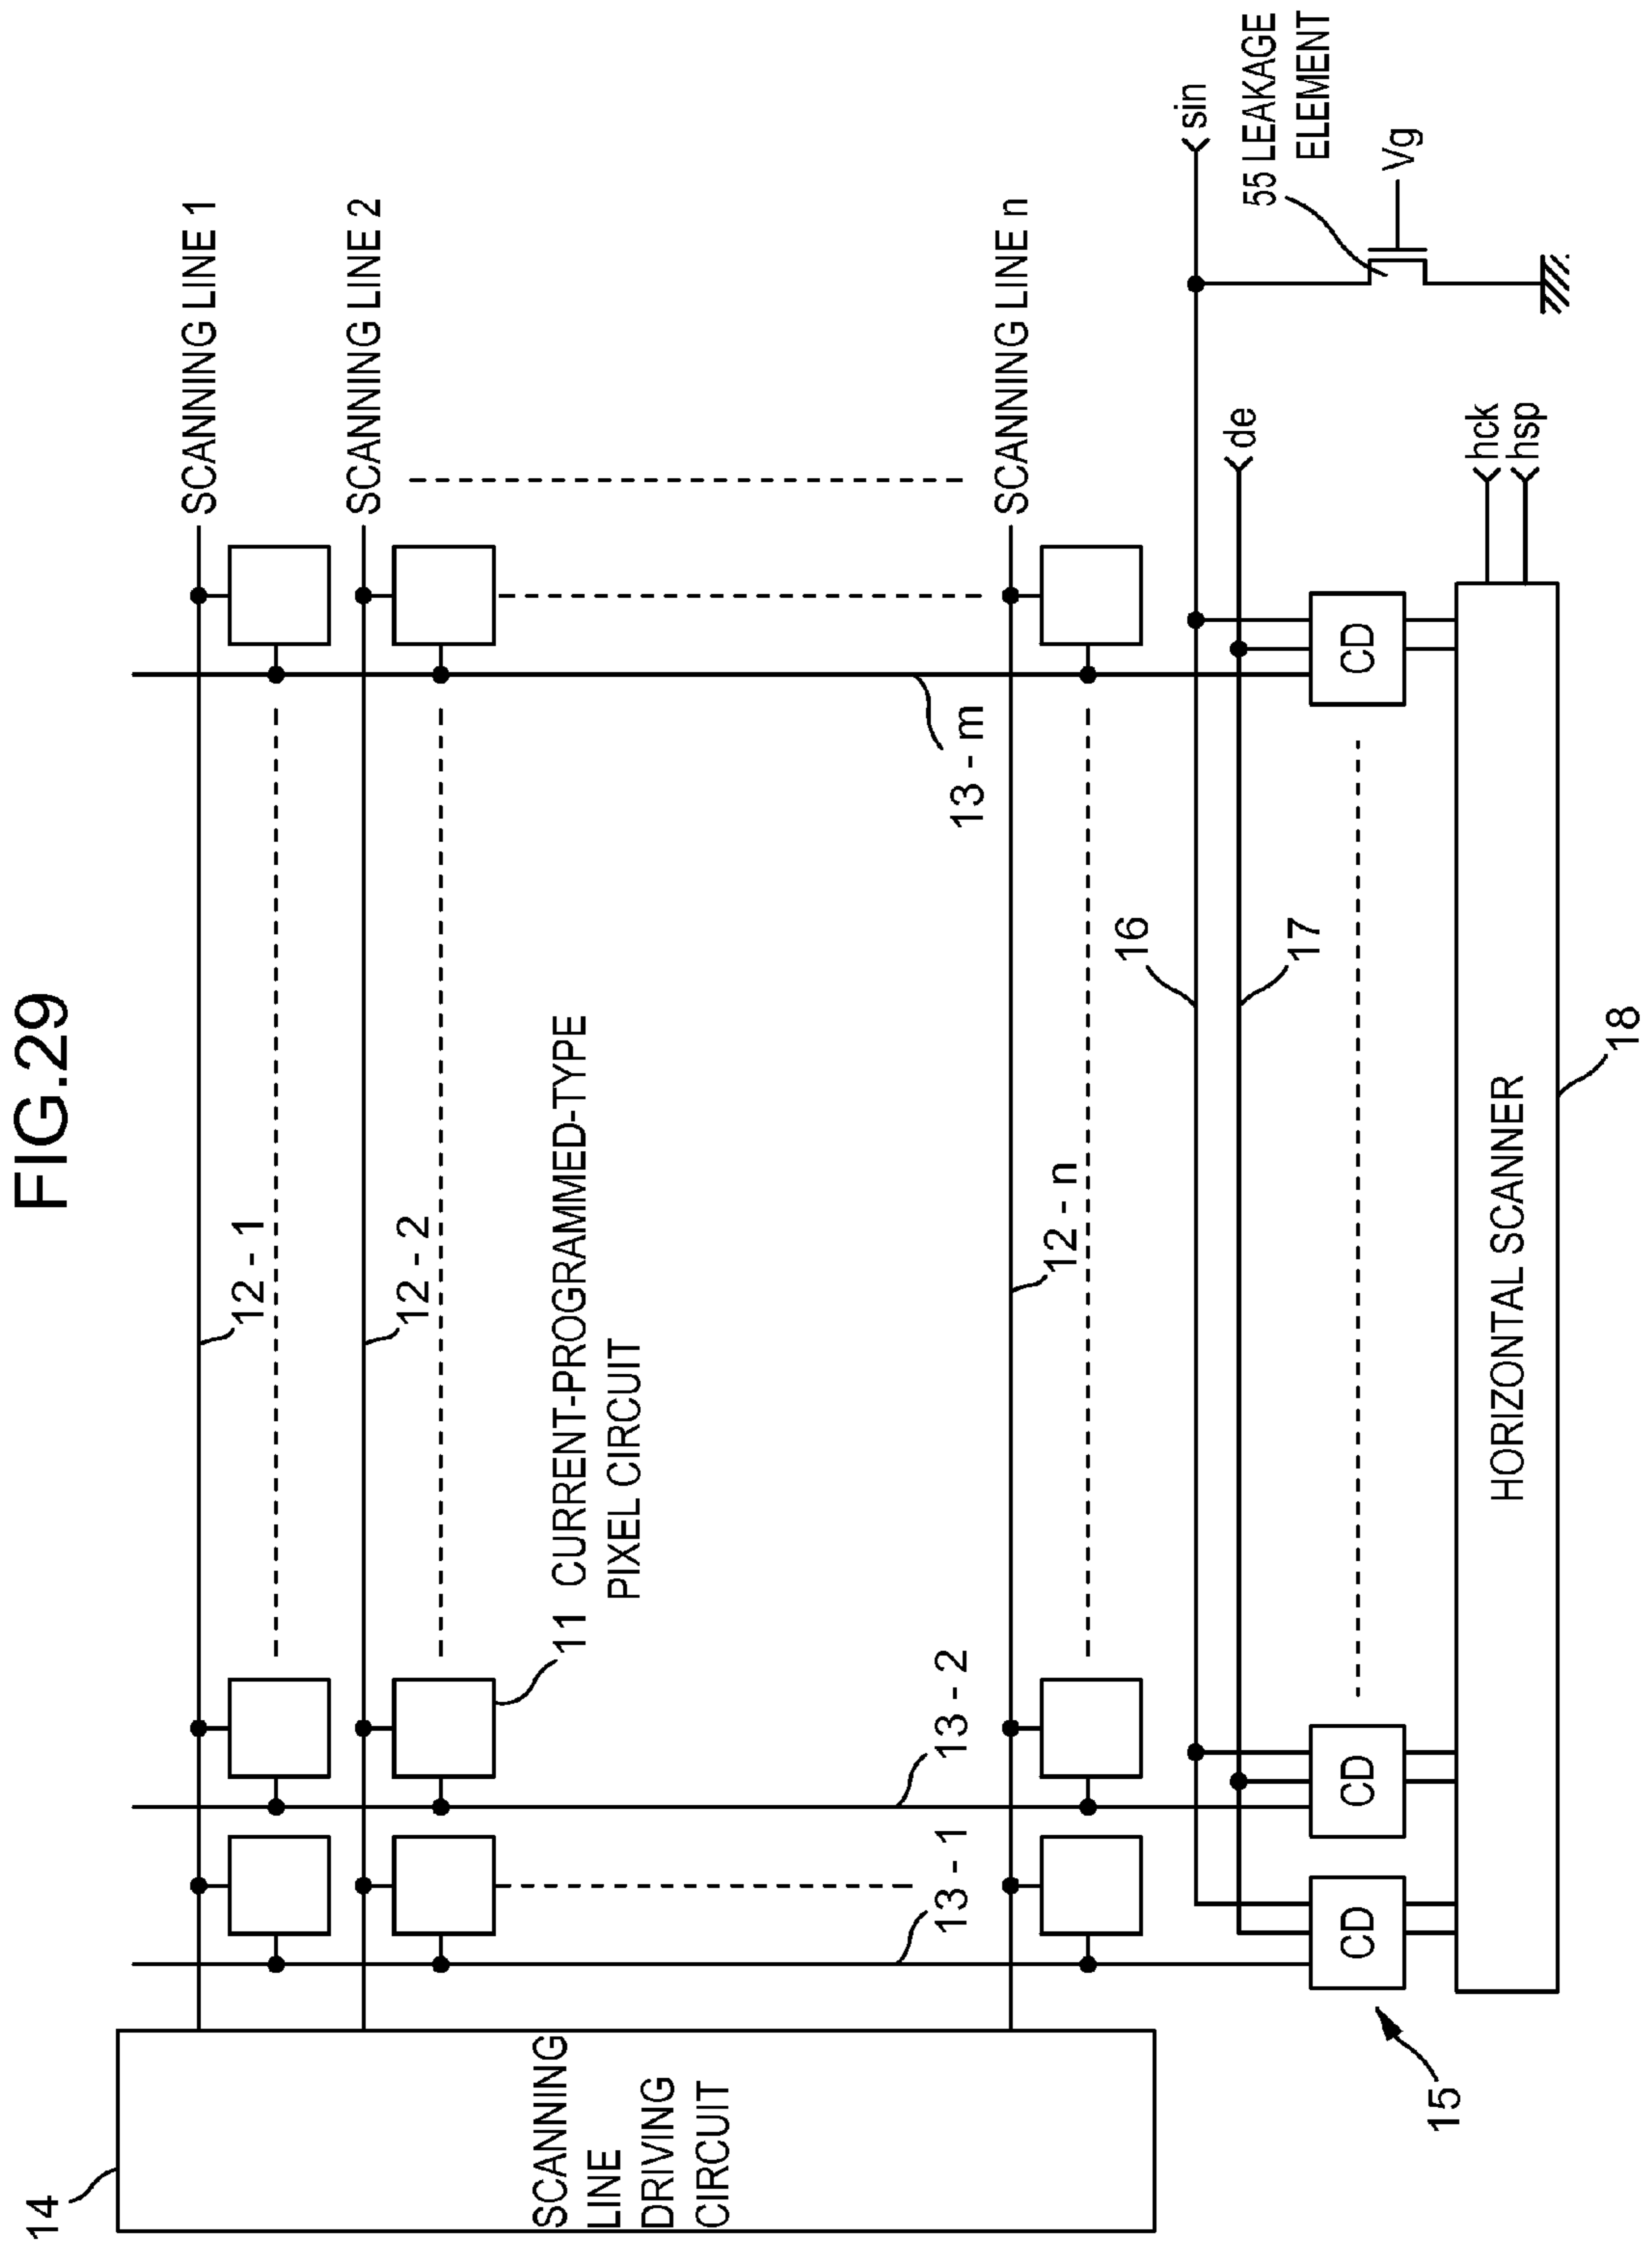 FIG.29
14
SCANNING
LINE
DRIVING
CIRCUIT
SCANNING LINE 1
SCANNING LINE 2
SCANNING LINE n
12 - 1
12 - 2
12 - n
11 CURRENT-PROGRAMMED-TYPE
PIXEL CIRCUIT
13 - 1
13 - 2
13 - m
16
17
sin
de
55 LEAKAGE
ELEMENT
Vg
hck
hsp
CD
CD
CD
15
HORIZONTAL SCANNER
18